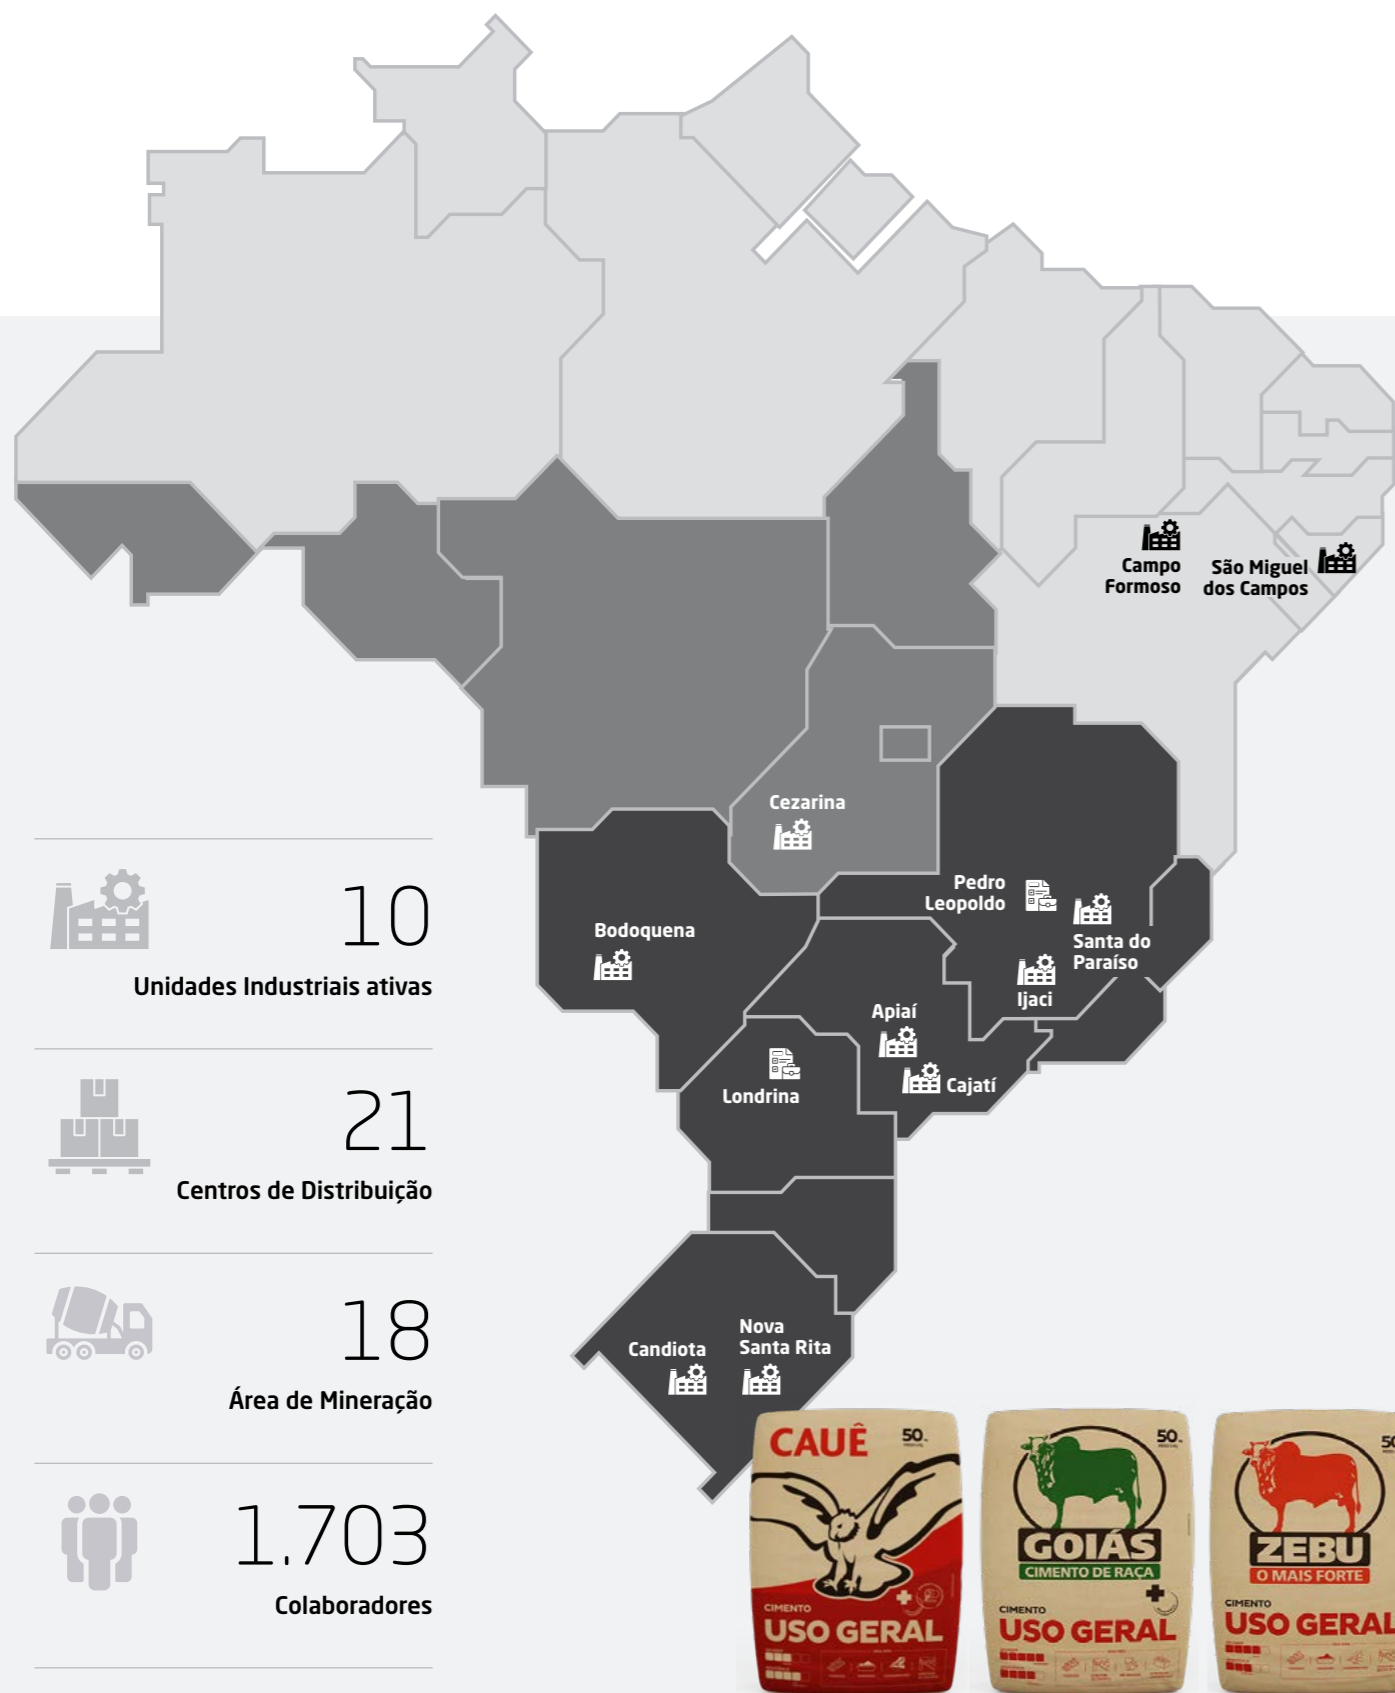 Campo
Formoso
São Miguel
dos Campos
Cezarina
Pedro
Leopoldo
Santa do
Paraíso
Ijaci
Bodoquena
Apiaí
Cajatí
Londrina
Nova
Santa Rita
Candiota
10
Unidades Industriais ativas
21
Centros de Distribuição
18
Área de Mineração
1.703
Colaboradores
CAUÊ
50
CIMENTO
USO GERAL
50
GOIÁS
CIMENTO DE RAÇA
CIMENTO
USO GERAL
ZEBU
O MAIS FORTE
CIMENTO
USO GERAL